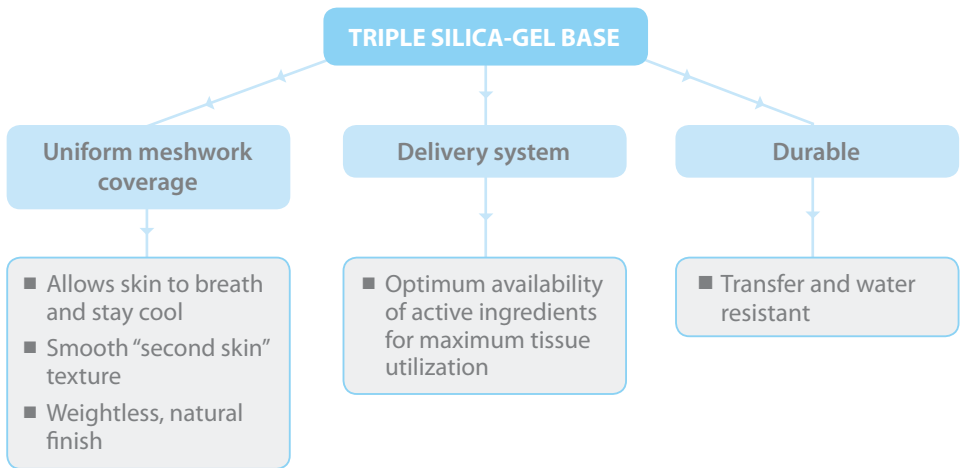 TRIPLE SILICA-GEL BASE
Uniform meshwork
coverage
■ Allows skin to breath
and stay cool
■ Smooth “second skin”
texture
■ Weightless, natural
finish
Delivery system
■ Optimum availability
of active ingredients
for maximum tissue
utilization
Durable
■ Transfer and water
resistant